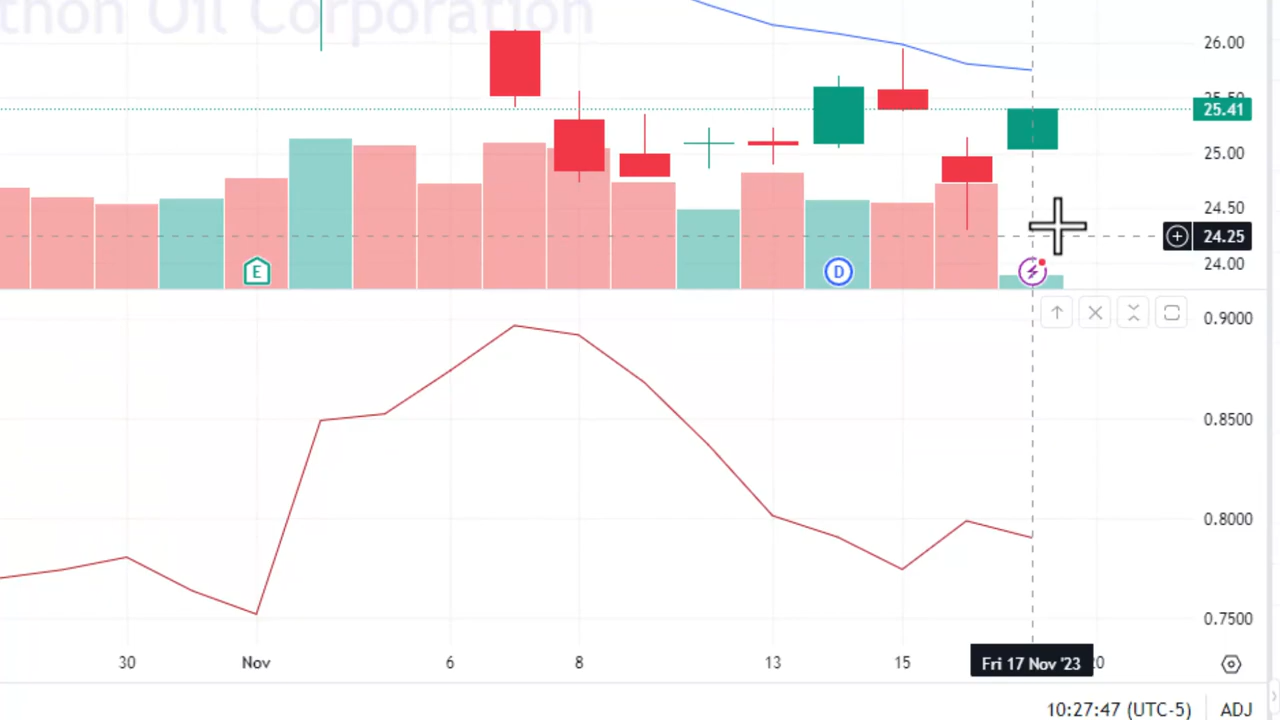 thon Oil Corporation
26.00
25.41
25.00
24.50
24.25
24.00
E
D
0.9000
0.8500
0.8000
0.7500
30 Nov 6 8 13 15 Fri 17 Nov '23
10:27:47 (UTC-5) ADJ